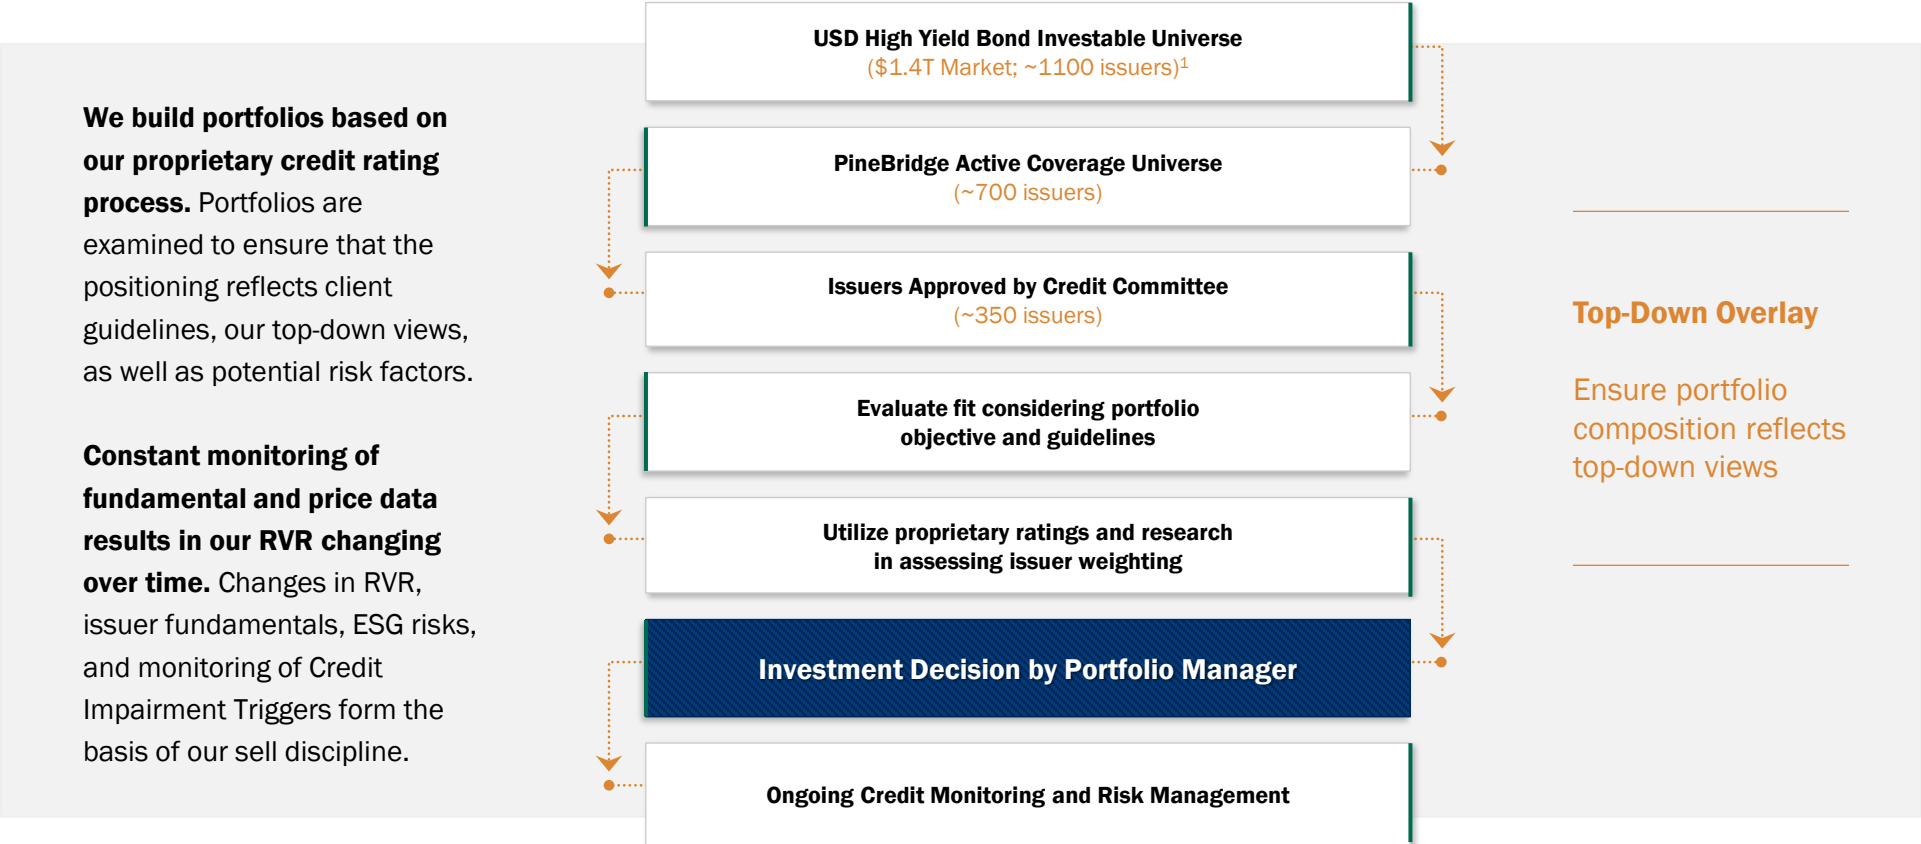 We build portfolios based on
our proprietary credit rating
process. Portfolios are
examined to ensure that the
positioning reflects client
guidelines, our top-down views,
as well as potential risk factors.
Constant monitoring of
fundamental and price data
results in our RVR changing
over time. Changes in RVR,
issuer fundamentals, ESG risks,
and monitoring of Credit
Impairment Triggers form the
basis of our sell discipline.
USD High Yield Bond Investable Universe
($1.4T Market; ~1100 issuers)¹
PineBridge Active Coverage Universe
(~700 issuers)
Issuers Approved by Credit Committee
(~350 issuers)
Evaluate fit considering portfolio
objective and guidelines
Utilize proprietary ratings and research
in assessing issuer weighting
Investment Decision by Portfolio Manager
Ongoing Credit Monitoring and Risk Management
Top-Down Overlay
Ensure portfolio
composition reflects
top-down views